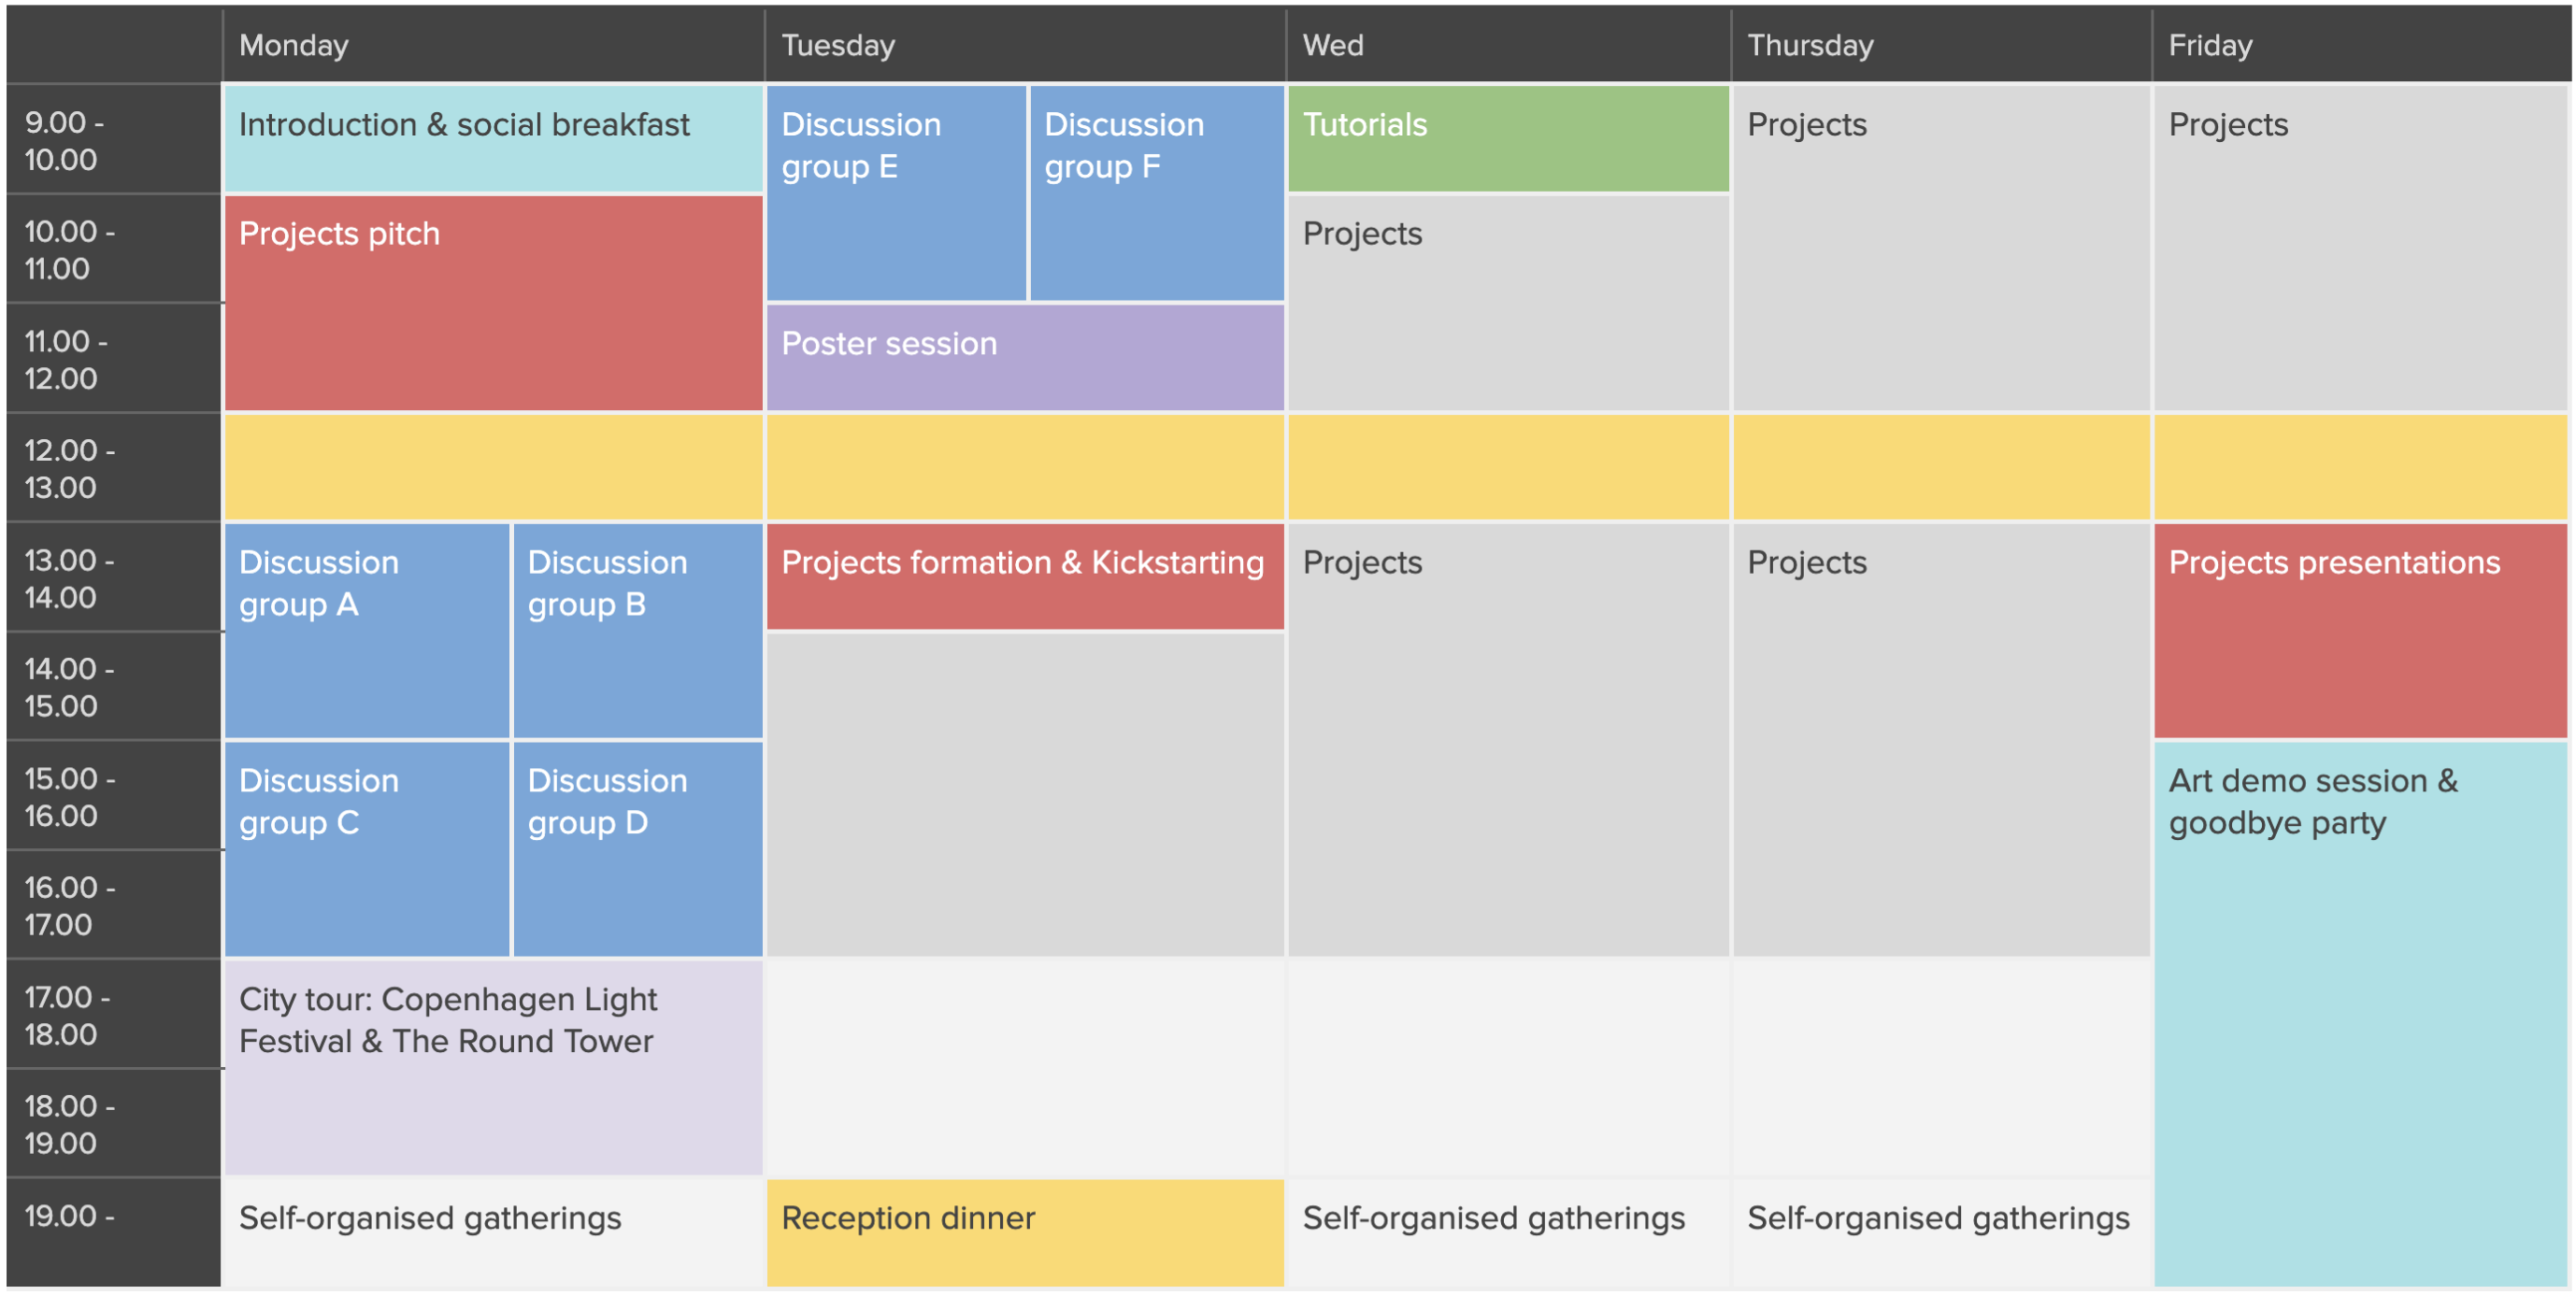 Monday Tuesday Wed Thursday Friday
9.00 -
10.00
Introduction & social breakfast
Discussion
group E
Discussion
group F
Tutorials
Projects
Projects
10.00 -
11.00
Projects pitch
Projects
11.00 -
12.00
Poster session
12.00 -
13.00
13.00 -
14.00
Discussion
group A
Discussion
group B
Projects formation & Kickstarting
Projects
Projects
Projects presentations
14.00 -
15.00
15.00 -
16.00
Discussion
group C
Discussion
group D
Art demo session &
goodbye party
16.00 -
17.00
17.00 -
18.00
City tour: Copenhagen Light
Festival & The Round Tower
18.00 -
19.00
19.00 -
Self-organised gatherings
Reception dinner
Self-organised gatherings
Self-organised gatherings